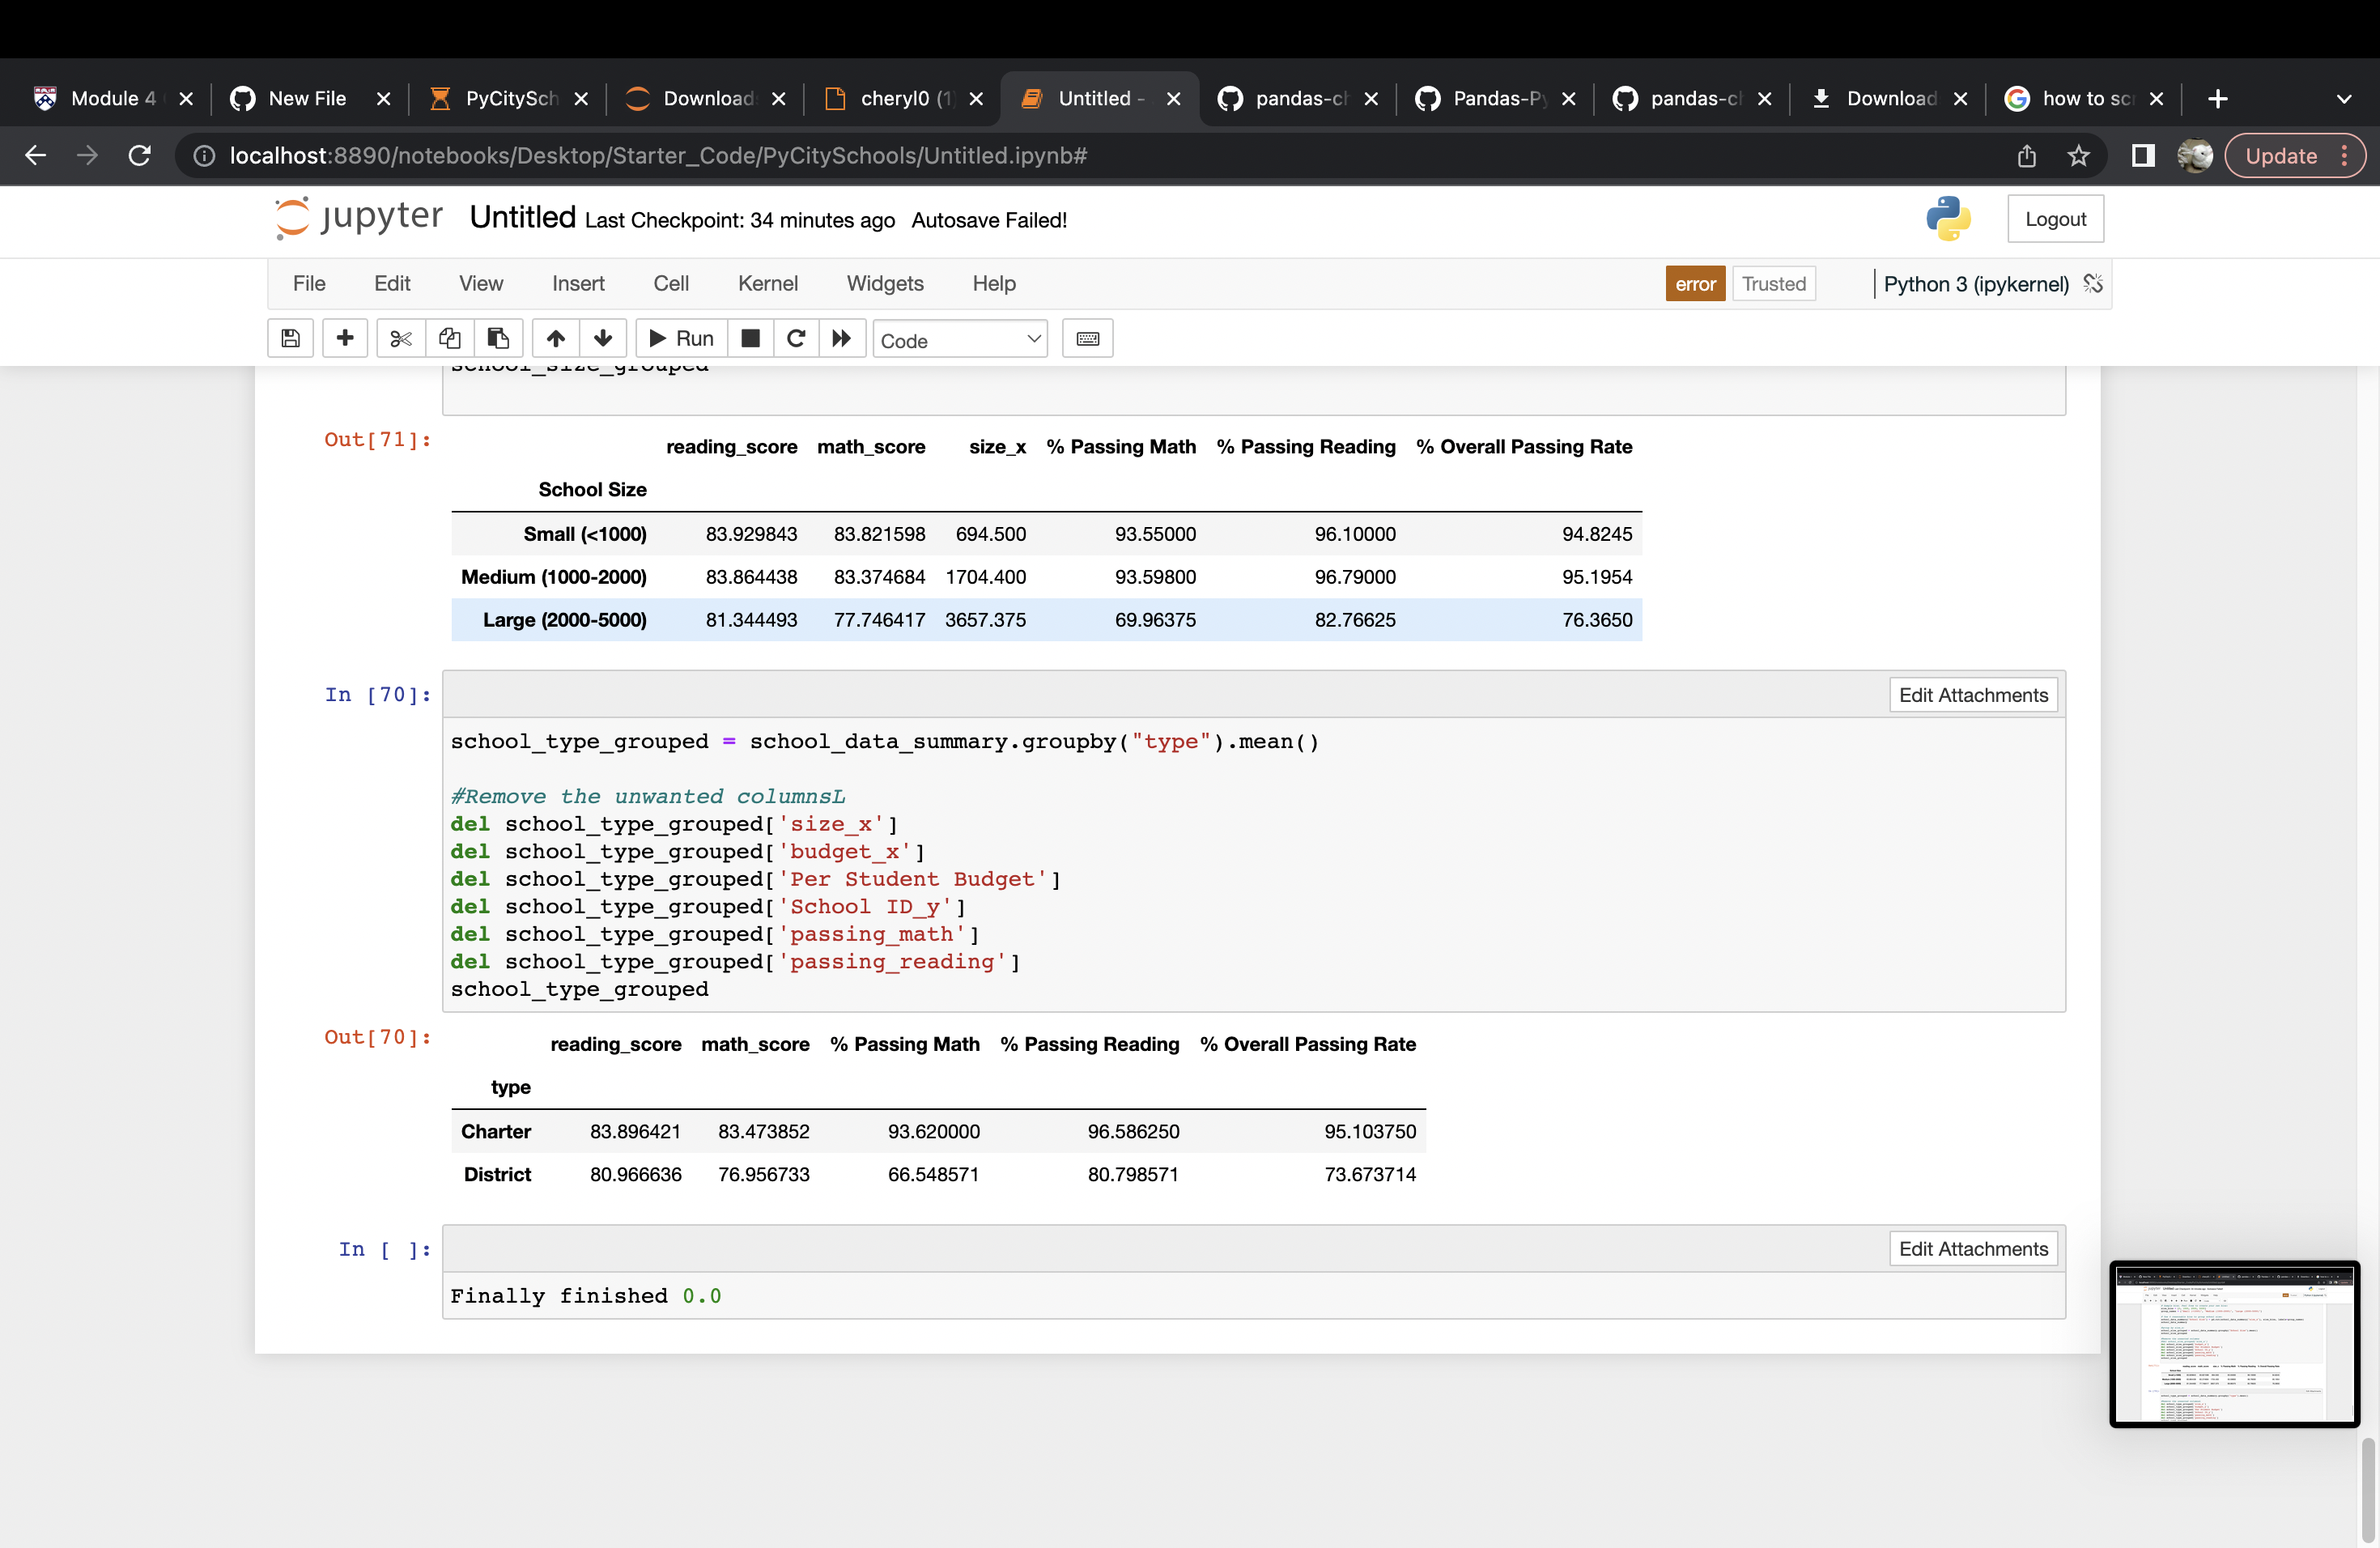 Module 4
New File
PyCitySch
Download
cheryl0 (1
Untitled -
pandas-ch
Pandas-Py
pandas-ch
Download
how to scr
localhost:8890/notebooks/Desktop/Starter_Code/PyCitySchools/Untitled.ipynb#
Update
jupyter Untitled Last Checkpoint: 34 minutes ago Autosave Failed!
Logout
File Edit View Insert Cell Kernel Widgets Help
error Trusted Python 3 (ipykernel)
Run Code
school_size_grouped
Out[71]:
reading_score math_score size_x % Passing Math % Passing Reading % Overall Passing Rate
School Size
Small (<1000) 83.929843 83.821598 694.500 93.55000 96.10000 94.8245
Medium (1000-2000) 83.864438 83.374684 1704.400 93.59800 96.79000 95.1954
Large (2000-5000) 81.344493 77.746417 3657.375 69.96375 82.76625 76.3650
In [70]:
Edit Attachments
school_type_grouped = school_data_summary.groupby("type").mean()
#Remove the unwanted columnsL
del school_type_grouped['size_x']
del school_type_grouped['budget_x']
del school_type_grouped['Per Student Budget']
del school_type_grouped['School ID_y']
del school_type_grouped['passing_math']
del school_type_grouped['passing_reading']
school_type_grouped
Out[70]:
reading_score math_score % Passing Math % Passing Reading % Overall Passing Rate
type
Charter 83.896421 83.473852 93.620000 96.586250 95.103750
District 80.966636 76.956733 66.548571 80.798571 73.673714
In [ ]:
Edit Attachments
Finally finished 0.0